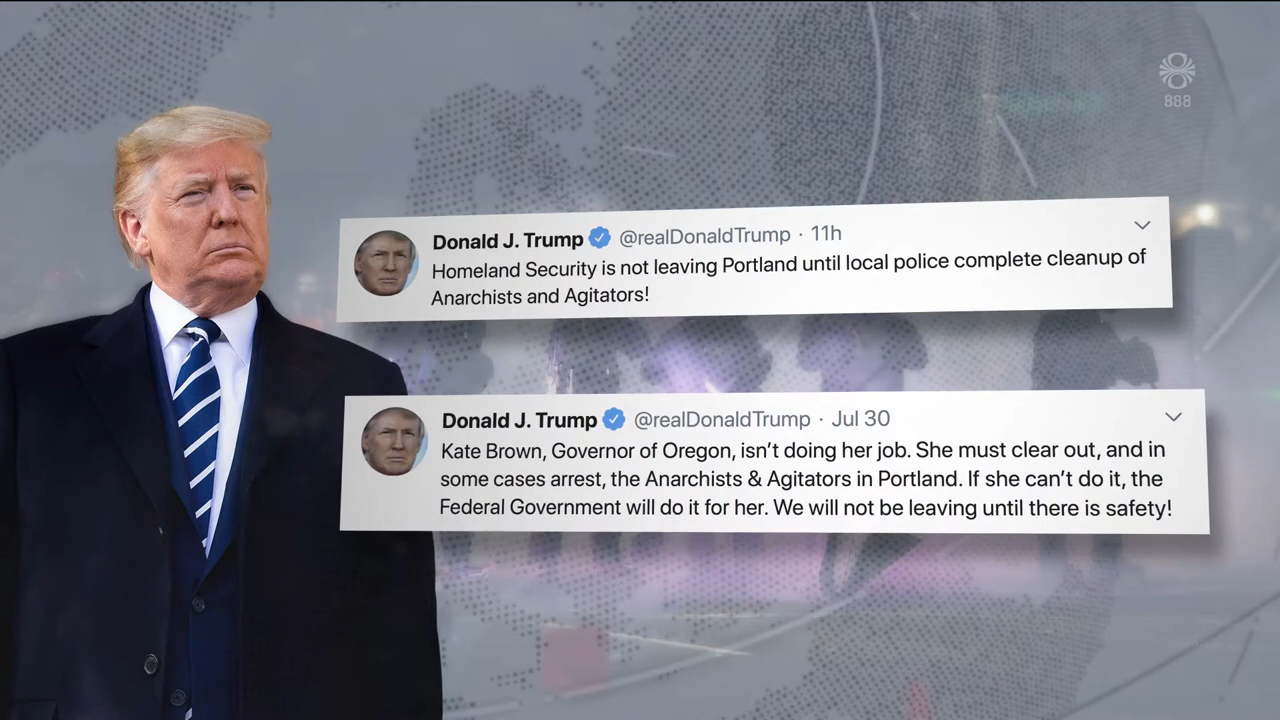 888
Donald J. Trump @realDonaldTrump · 11h
Homeland Security is not leaving Portland until local police complete cleanup of
Anarchists and Agitators!
Donald J. Trump @realDonaldTrump · Jul 30
Kate Brown, Governor of Oregon, isn’t doing her job. She must clear out, and in
some cases arrest, the Anarchists & Agitators in Portland. If she can’t do it, the
Federal Government will do it for her. We will not be leaving until there is safety!